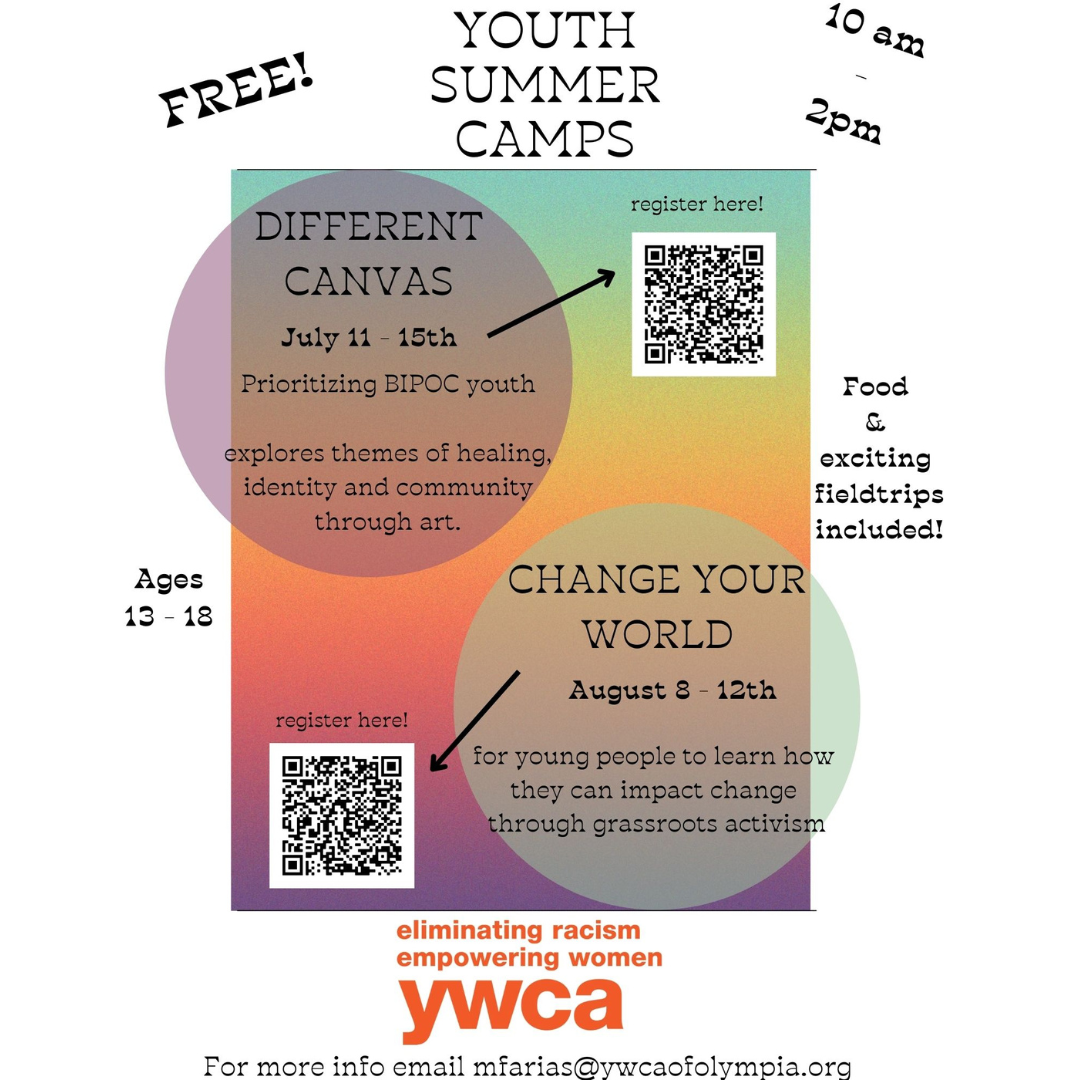 FREE!
YOUTH
SUMMER
CAMPS
10 am
-
2pm
DIFFERENT
CANVAS
July 11 - 15th
Prioritizing BIPOC youth
explores themes of healing,
identity and community
through art.
register here!
Food
&
exciting
fieldtrips
included!
Ages
13 - 18
CHANGE YOUR
WORLD
August 8 - 12th
for young people to learn how
they can impact change
through grassroots activism
register here!
eliminating racism
empowering women
ywca
For more info email mfarias@ywcaofolympia.org